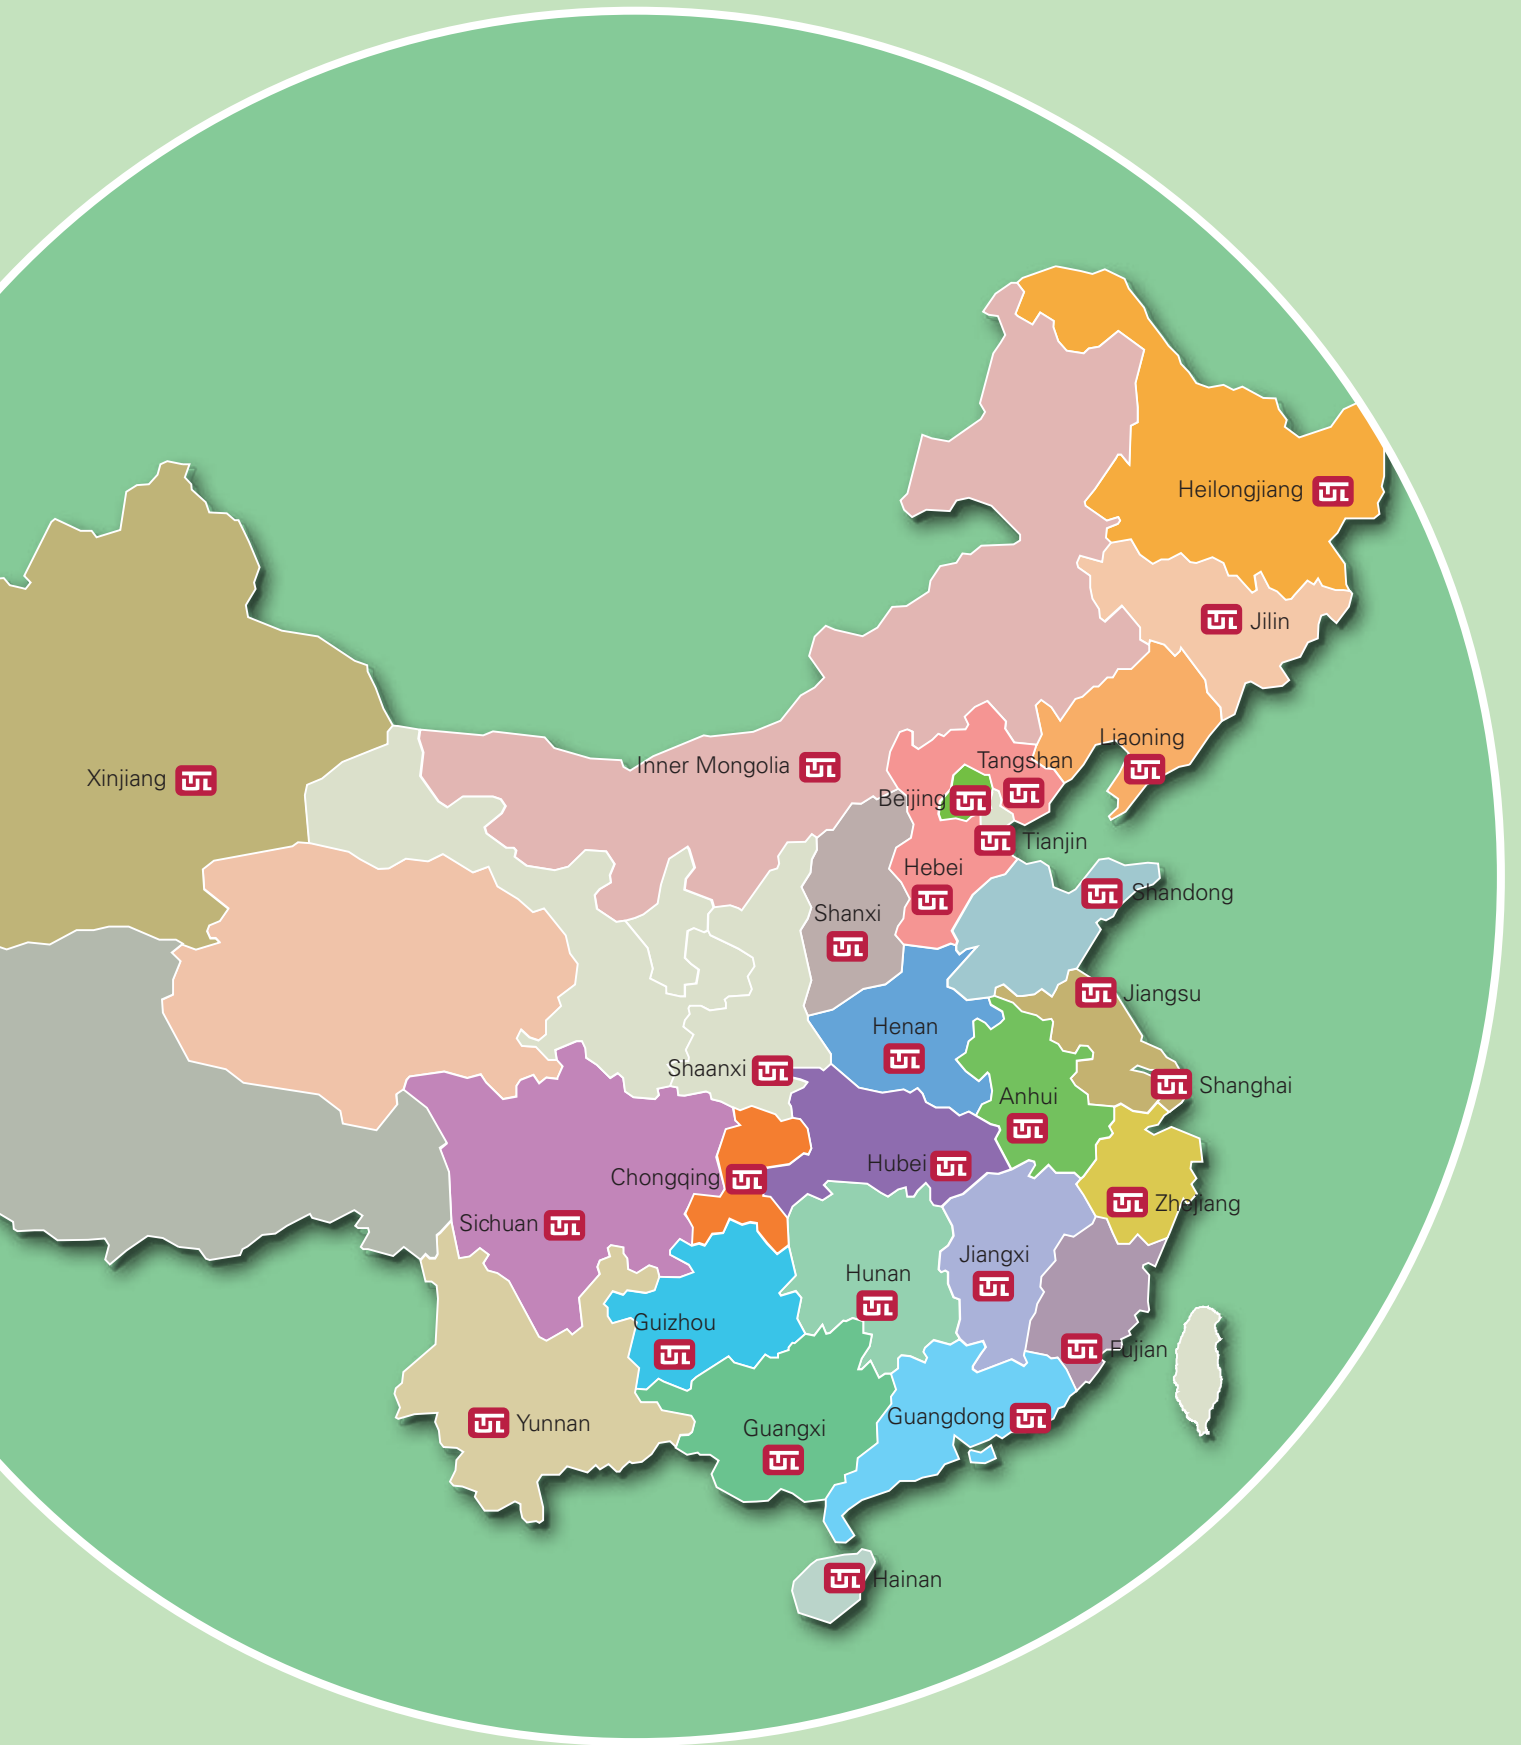 Heilongjiang
Jilin
Liaoning
Inner Mongolia
Tangshan
Xinjiang
Beijing
Tianjin
Hebei
Shandong
Shanxi
Jiangsu
Henan
Shaanxi
Shanghai
Anhui
Hubei
Chongqing
Zhejiang
Sichuan
Jiangxi
Hunan
Guizhou
Fujian
Guangdong
Yunnan
Guangxi
Hainan